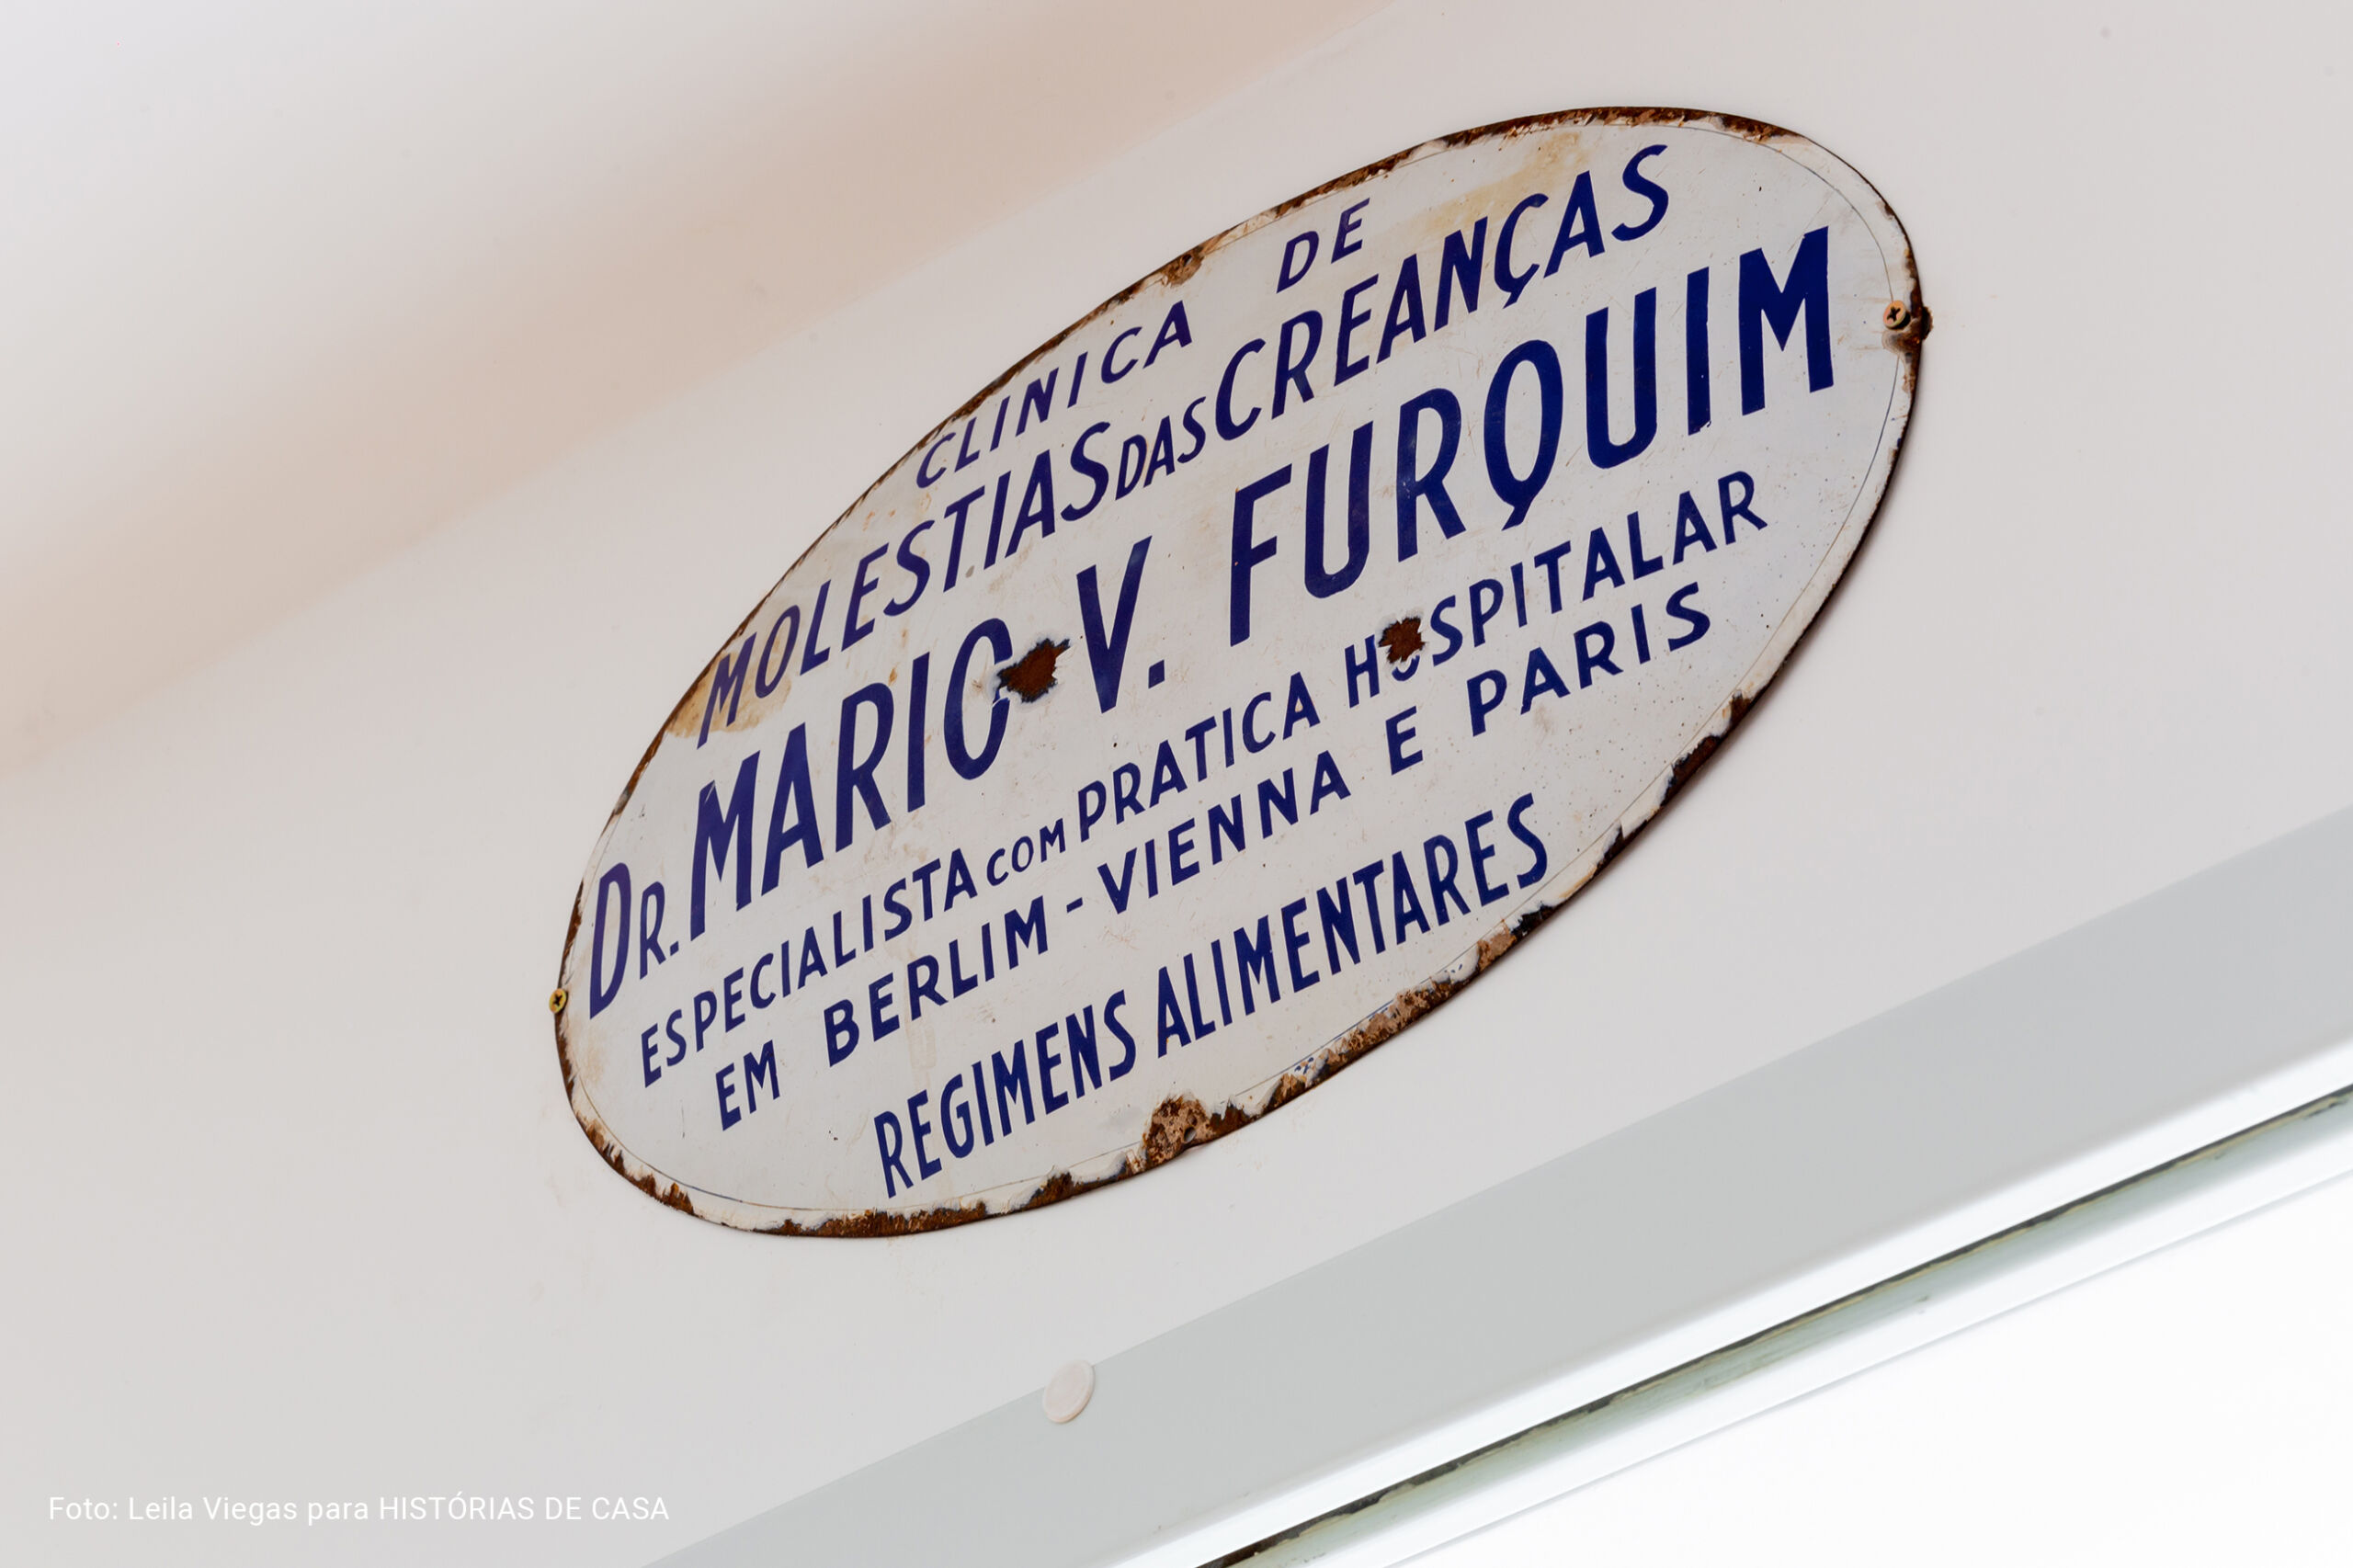 CLINICA DE
MOLESTIAS DAS CREANÇAS
DR. MARIO V. FURQUIM
ESPECIALISTA COM PRATICA HOSPITALAR
EM BERLIM - VIENNA E PARIS
REGIMENS ALIMENTARES
Foto: Leila Viegas para HISTÓRIAS DE CASA